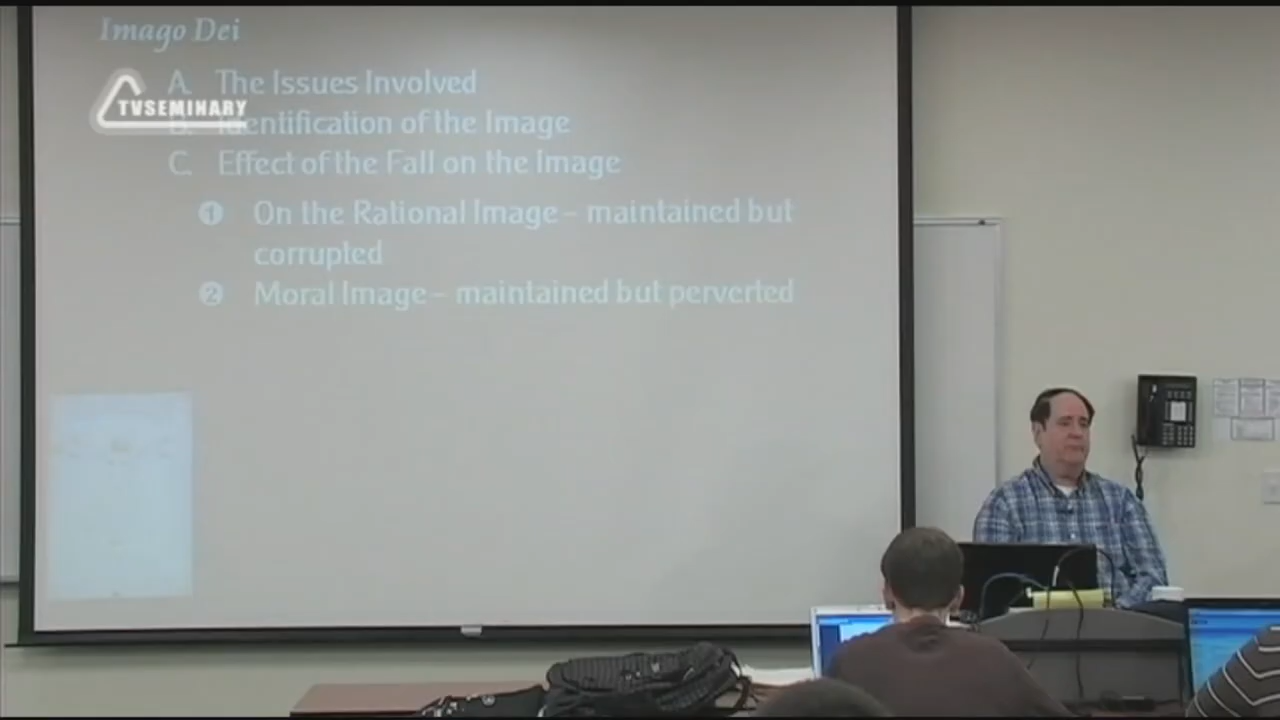 Imago Dei
A. The Issues Involved
TVSEMINARY
B. Identification of the Image
C. Effect of the Fall on the Image
1 On the Rational Image – maintained but
corrupted
2 Moral Image – maintained but perverted